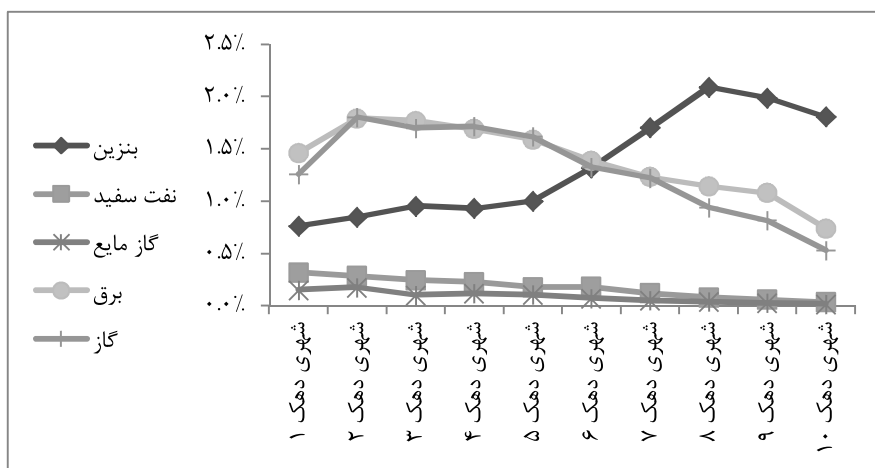 ۲.۵٪
۲.۰٪
۱.۵٪
۱.۰٪
۰.۵٪
۰.۰٪
بنزین
نفت سفید
گاز مایع
برق
گاز
شهری دهک ۱
شهری دهک ۲
شهری دهک ۳
شهری دهک ۴
شهری دهک ۵
شهری دهک ۶
شهری دهک ۷
شهری دهک ۸
شهری دهک ۹
شهری دهک ۱۰